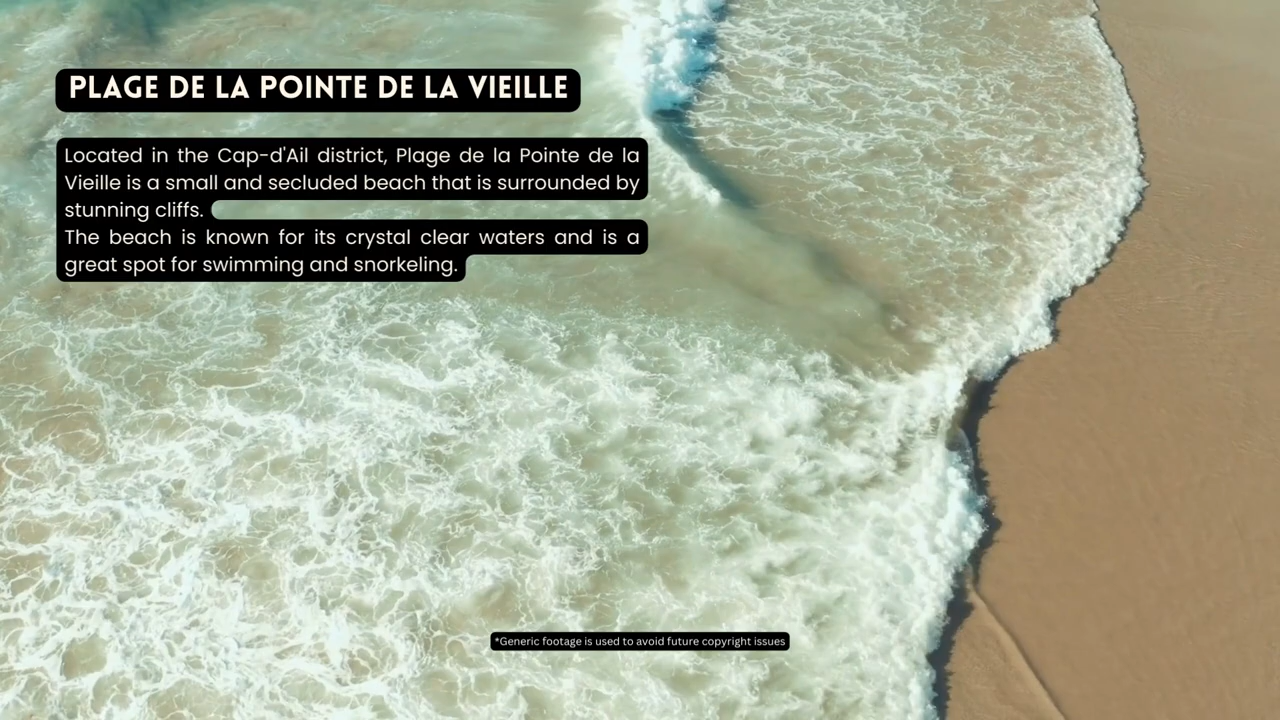 PLAGE DE LA POINTE DE LA VIEILLE
Located in the Cap-d'Ail district, Plage de la Pointe de la
Vieille is a small and secluded beach that is surrounded by
stunning cliffs.
The beach is known for its crystal clear waters and is a
great spot for swimming and snorkeling.
*Generic footage is used to avoid future copyright issues